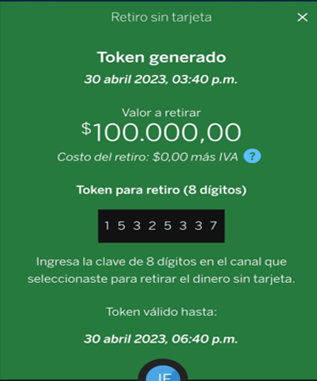 Retiro sin tarjeta
Token generado
30 abril 2023, 03:40 p.m.
Valor a retirar
$100.000,00
Costo del retiro: $0,00 más IVA ?
Token para retiro (8 dígitos)
1 5 3 2 5 3 3 7
Ingresa la clave de 8 dígitos en el canal que
seleccionaste para retirar el dinero sin tarjeta.
Token válido hasta:
30 abril 2023, 06:40 p.m.